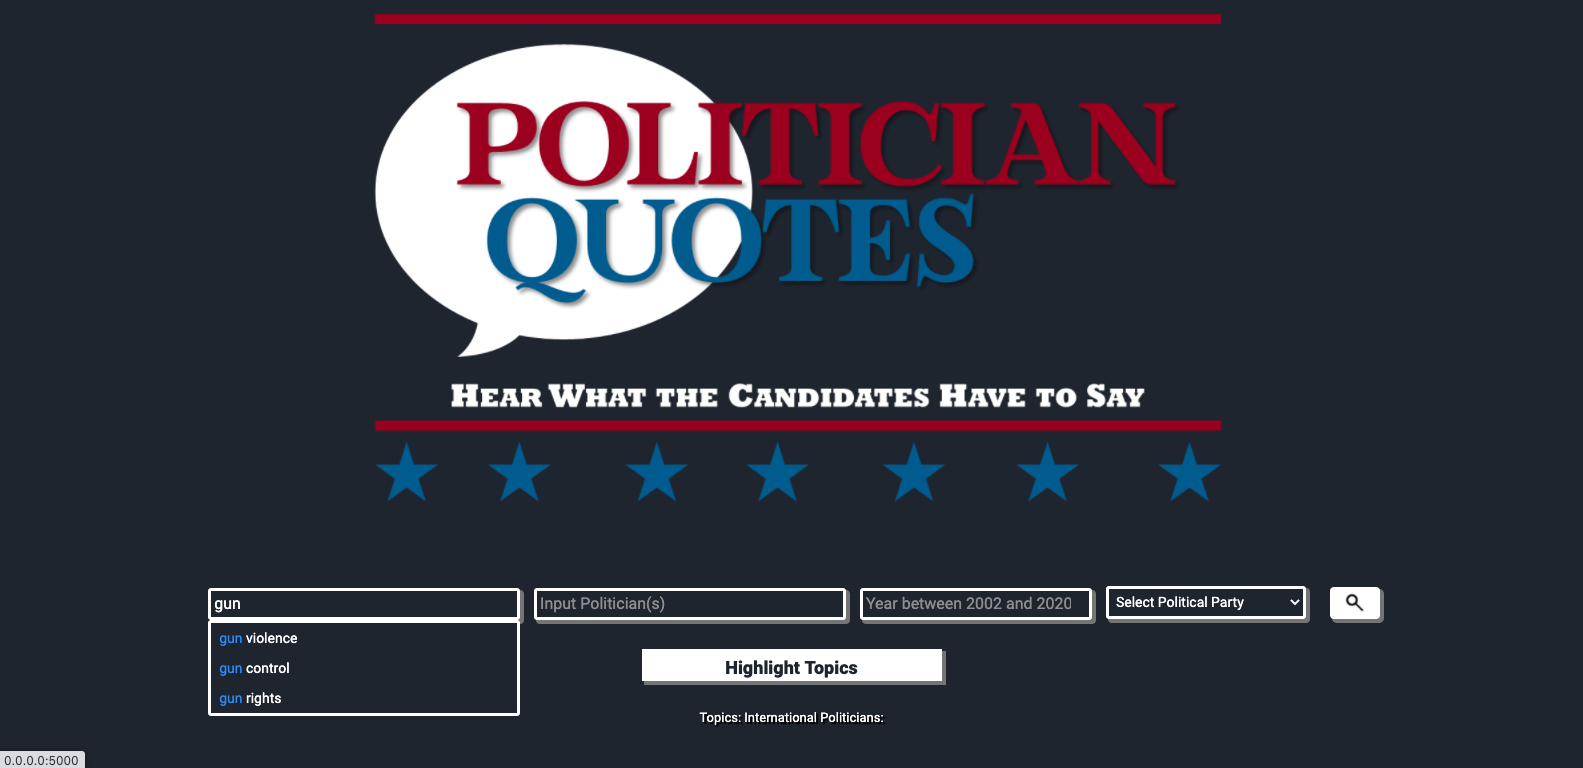 POLITICIAN
QUOTES
HEAR WHAT THE CANDIDATES HAVE TO SAY
gun
Input Politician(s)
Year between 2002 and 2020
Select Political Party
gun violence
gun control
gun rights
Highlight Topics
Topics: International Politicians:
0.0.0.0:5000